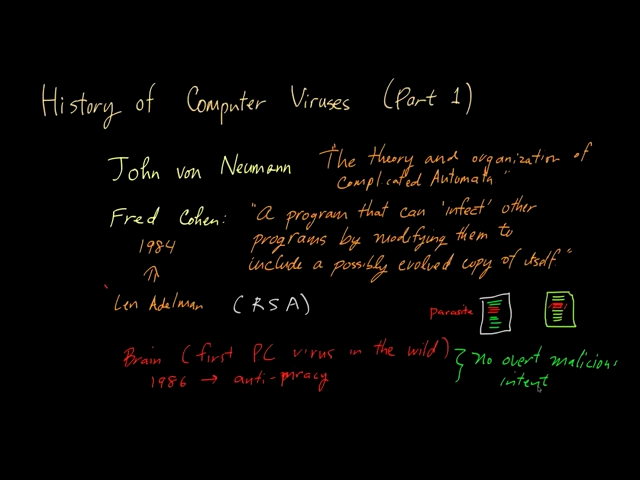 History of Computer Viruses (Part 1)
John von Neumann "The theory and organization of
complicated Automata"
Fred Cohen: "A program that can 'infect' other
1984 programs by modifying them to
include a possibly evolved copy of itself."
Len Adelman (RSA)
parasite
Brain (first PC virus in the wild)
1986 → anti-piracy
} no overt malicious
intent